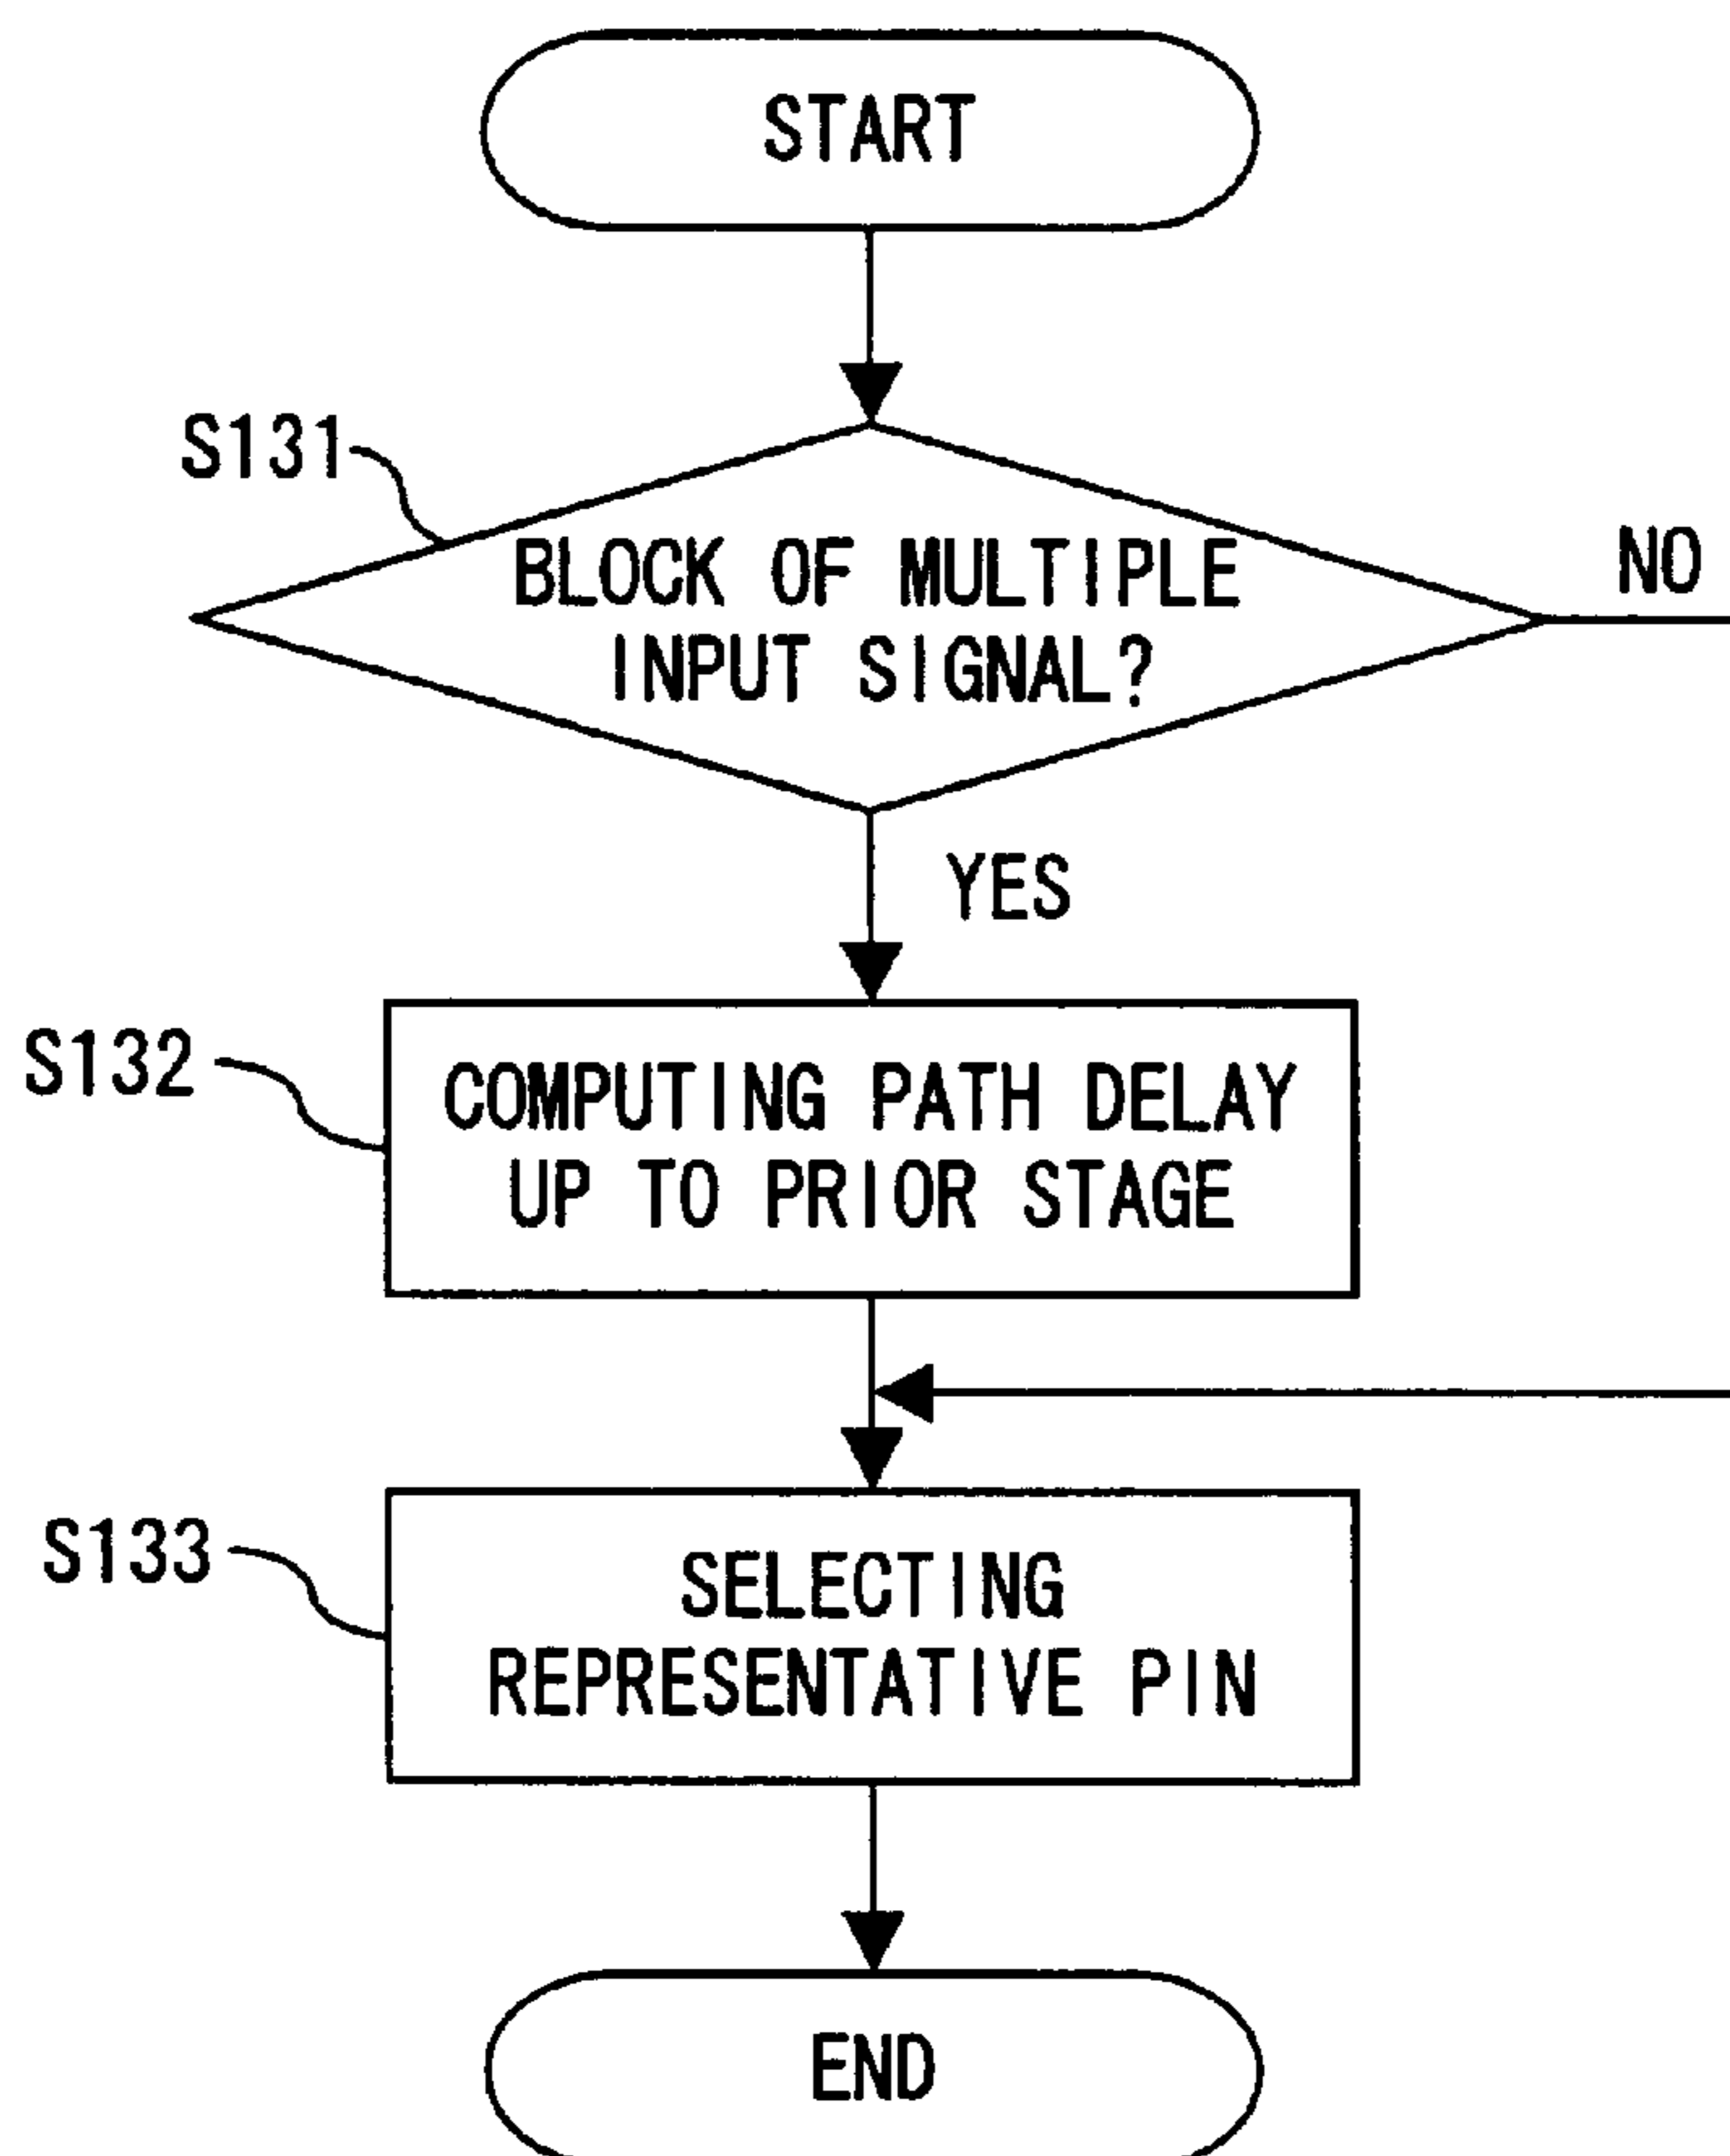 START
S131
BLOCK OF MULTIPLE
INPUT SIGNAL?
NO
YES
S132
COMPUTING PATH DELAY
UP TO PRIOR STAGE
S133
SELECTING
REPRESENTATIVE PIN
END